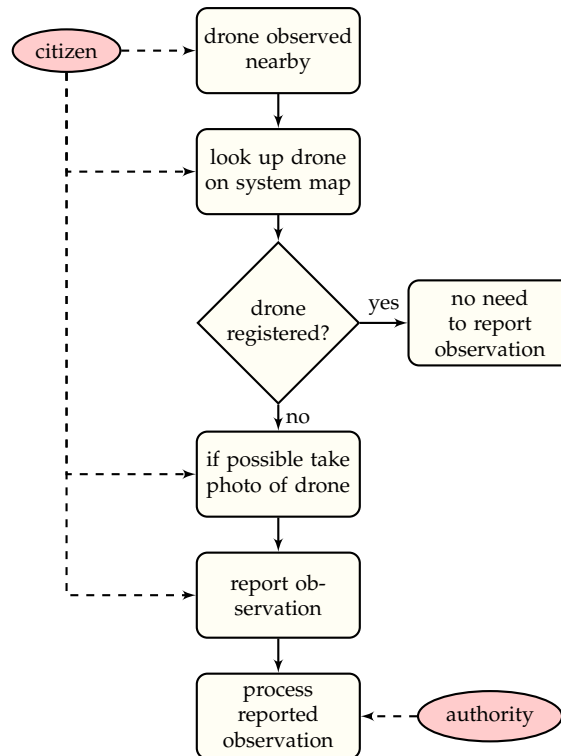 citizen
drone observed
nearby
look up drone
on system map
drone
registered?
yes
no need
to report
observation
no
if possible take
photo of drone
report ob-
servation
process
reported
observation
authority